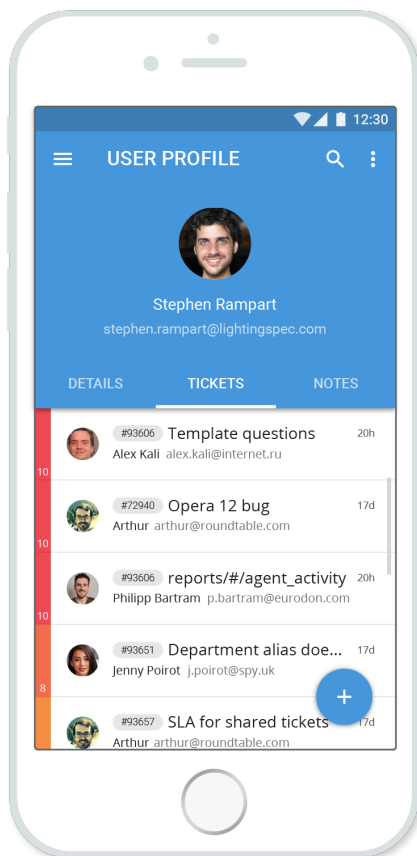 12:30
USER PROFILE
Stephen Rampart
stephen.rampart@lightingspec.com
DETAILS TICKETS NOTES
#93606 Template questions 20h
Alex Kali alex.kali@internet.ru
10
#72940 Opera 12 bug 17d
Arthur arthur@roundtable.com
10
#93606 reports/#/agent_activity 20h
Philipp Bartram p.bartram@eurodon.com
10
#93651 Department alias doe... 17d
Jenny Poirot j.poirot@spy.uk
8
+
#93657 SLA for shared tickets 17d
Arthur arthur@roundtable.com